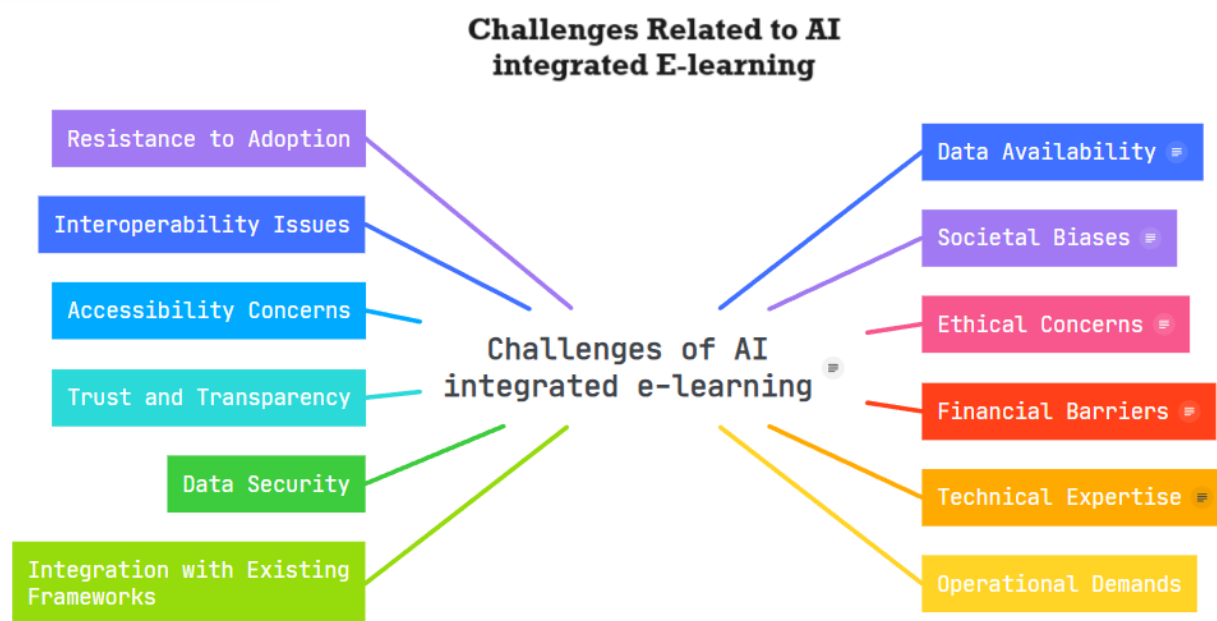 Challenges Related to AI
integrated E-learning
Resistance to Adoption
Interoperability Issues
Accessibility Concerns
Trust and Transparency
Data Security
Integration with Existing
Frameworks
Challenges of AI
integrated e-learning
Data Availability
Societal Biases
Ethical Concerns
Financial Barriers
Technical Expertise
Operational Demands